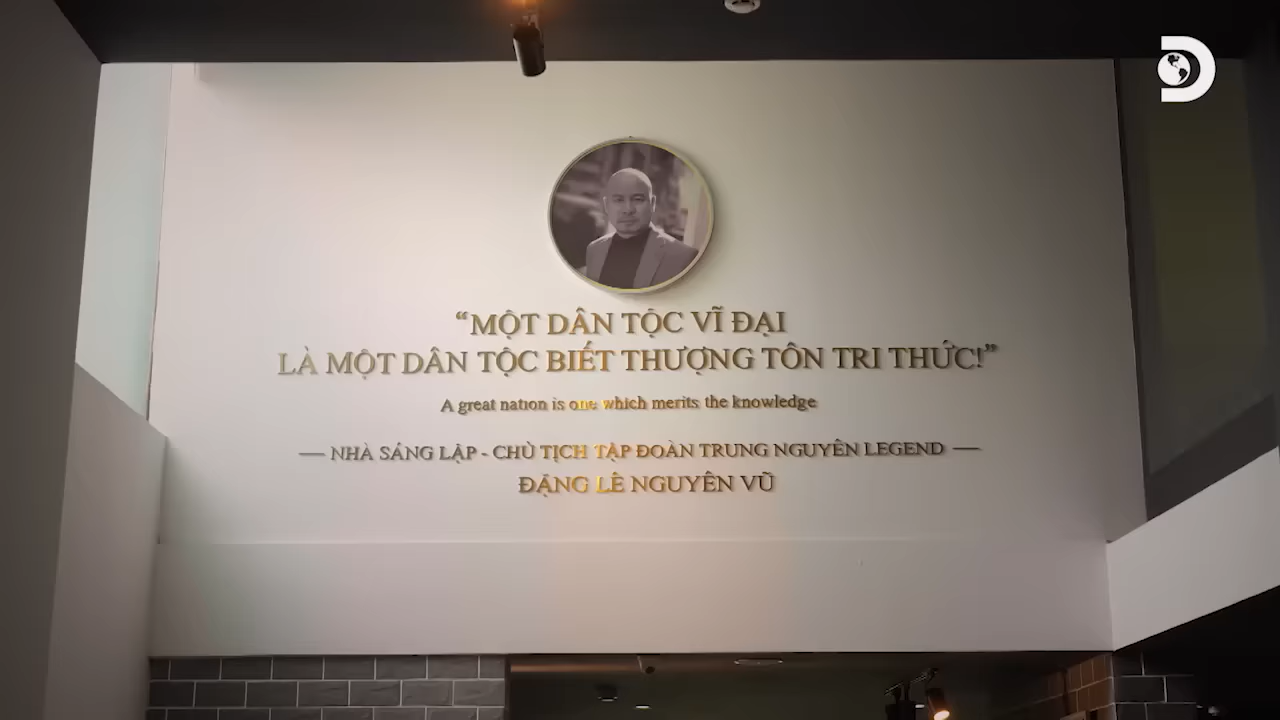 “MỘT DÂN TỘC VĨ ĐẠI
LÀ MỘT DÂN TỘC BIẾT THƯỢNG TÔN TRI THỨC!”
A great nation is one which merits the knowledge
— NHÀ SÁNG LẬP - CHỦ TỊCH TẬP ĐOÀN TRUNG NGUYÊN LEGEND —
ĐẶNG LÊ NGUYÊN VŨ